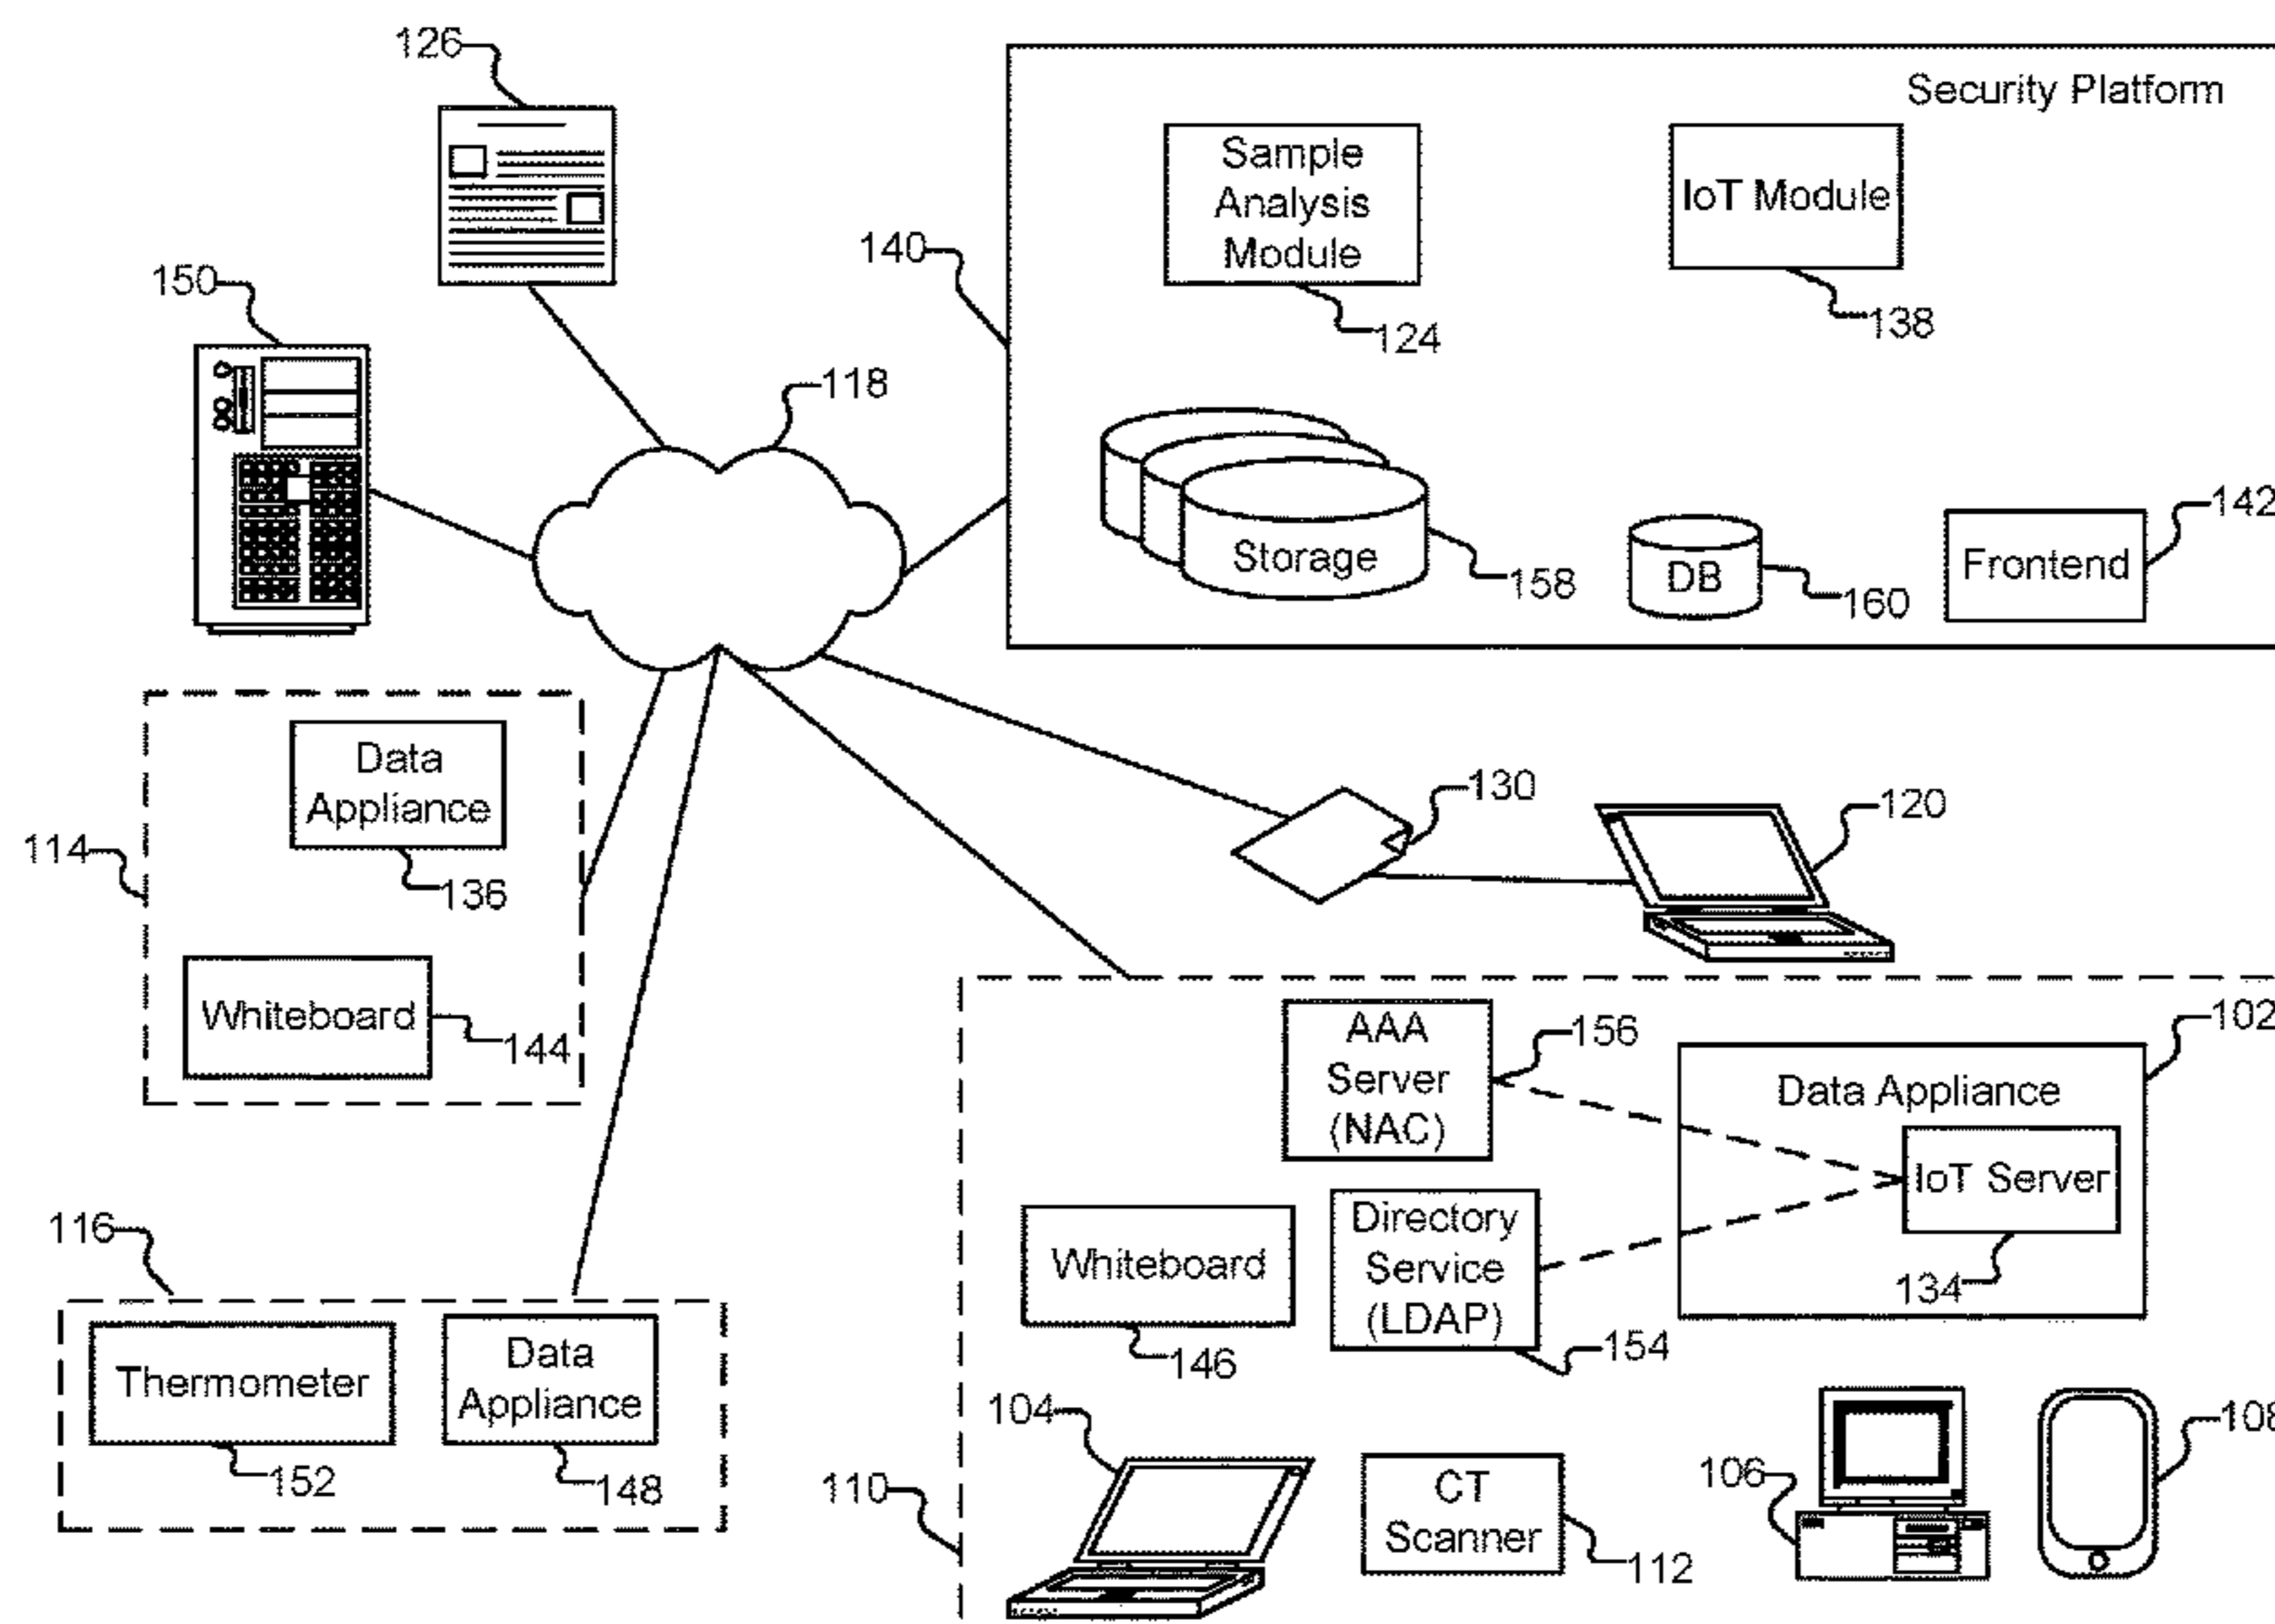 126
Security Platform
Sample
Analysis
Module
IoT Module
140
124
138
150
118
Storage
158
DB
160
Frontend
142
Data
Appliance
136
114
Whiteboard
144
130
120
AAA
Server
(NAC)
156
102
Data Appliance
IoT Server
134
Whiteboard
146
Directory
Service
(LDAP)
154
116
Thermometer
152
Data
Appliance
148
104
110
CT
Scanner
112
106
108